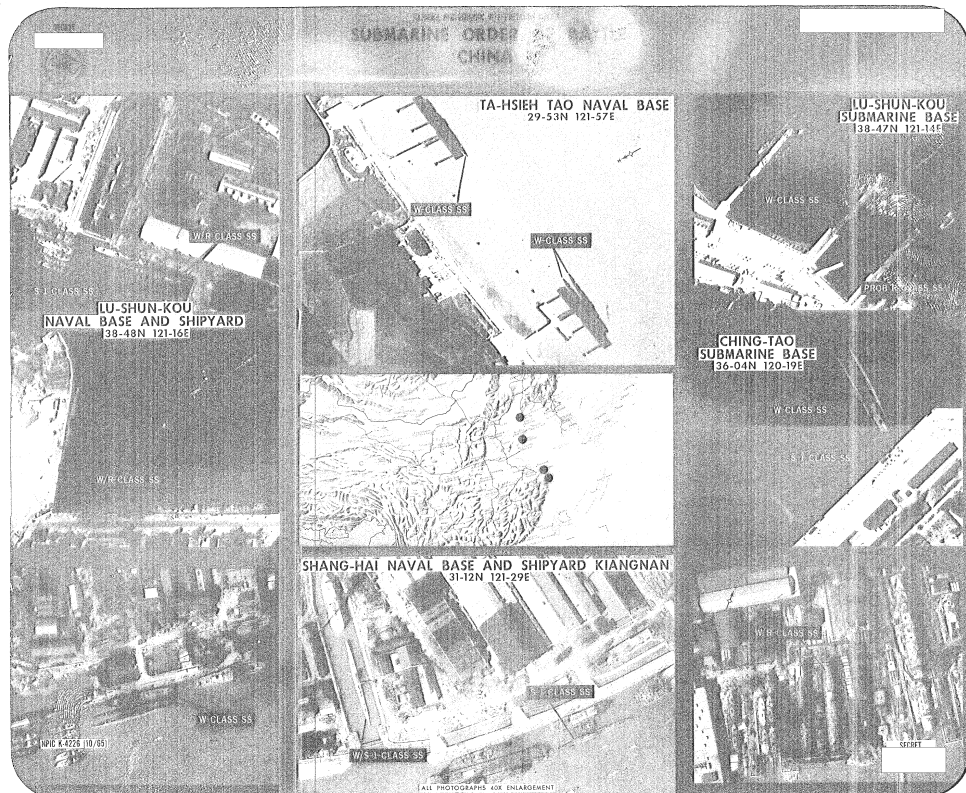 SUBMARINE ORDER OF BATTLE
CHINA
W/R CLASS SS
S-1 CLASS SS
LU-SHUN-KOU
NAVAL BASE AND SHIPYARD
38-48N 121-16E
W/R CLASS SS
TA-HSIEH TAO NAVAL BASE
29-53N 121-57E
W-CLASS SS
W-CLASS SS
LU-SHUN-KOU
SUBMARINE BASE
38-47N 121-14E
W-CLASS SS
PROB R-CLASS SS
CHING-TAO
SUBMARINE BASE
36-04N 120-19E
W CLASS SS
S-1 CLASS SS
SHANG-HAI NAVAL BASE AND SHIPYARD KIANGNAN
31-12N 121-29E
W CLASS SS
NPIC K-4226 (10/65)
CLASS SS
W/S-1-CLASS SS
ALL PHOTOGRAPHS 40X ENLARGEMENT
W/R-CLASS SS
SECRET